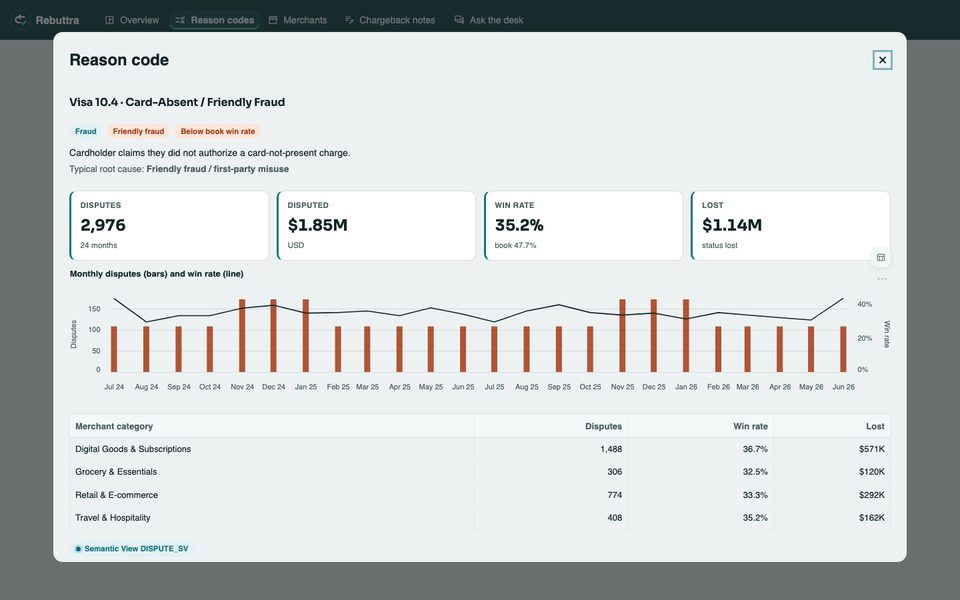 Rebuttra Overview Reason codes Merchants Chargeback notes Ask the desk
Reason code
Visa 10.4 · Card-Absent / Friendly Fraud
Fraud Friendly fraud Below book win rate
Cardholder claims they did not authorize a card-not-present charge.
Typical root cause: Friendly fraud / first-party misuse
DISPUTES DISPUTED WIN RATE LOST
2,976 $1.85M 35.2% $1.14M
24 months USD book 47.7% status lost
Monthly disputes (bars) and win rate (line)
150 40%
100
50 20%
0 0%
Disputes
Win rate
Jul 24 Aug 24 Sep 24 Oct 24 Nov 24 Dec 24 Jan 25 Feb 25 Mar 25 Apr 25 May 25 Jun 25 Jul 25 Aug 25 Sep 25 Oct 25 Nov 25 Dec 25 Jan 26 Feb 26 Mar 26 Apr 26 May 26 Jun 26
Merchant category Disputes Win rate Lost
Digital Goods & Subscriptions 1,488 36.7% $571K
Grocery & Essentials 306 32.5% $120K
Retail & E-commerce 774 33.3% $292K
Travel & Hospitality 408 35.2% $162K
Semantic View DISPUTE_SV